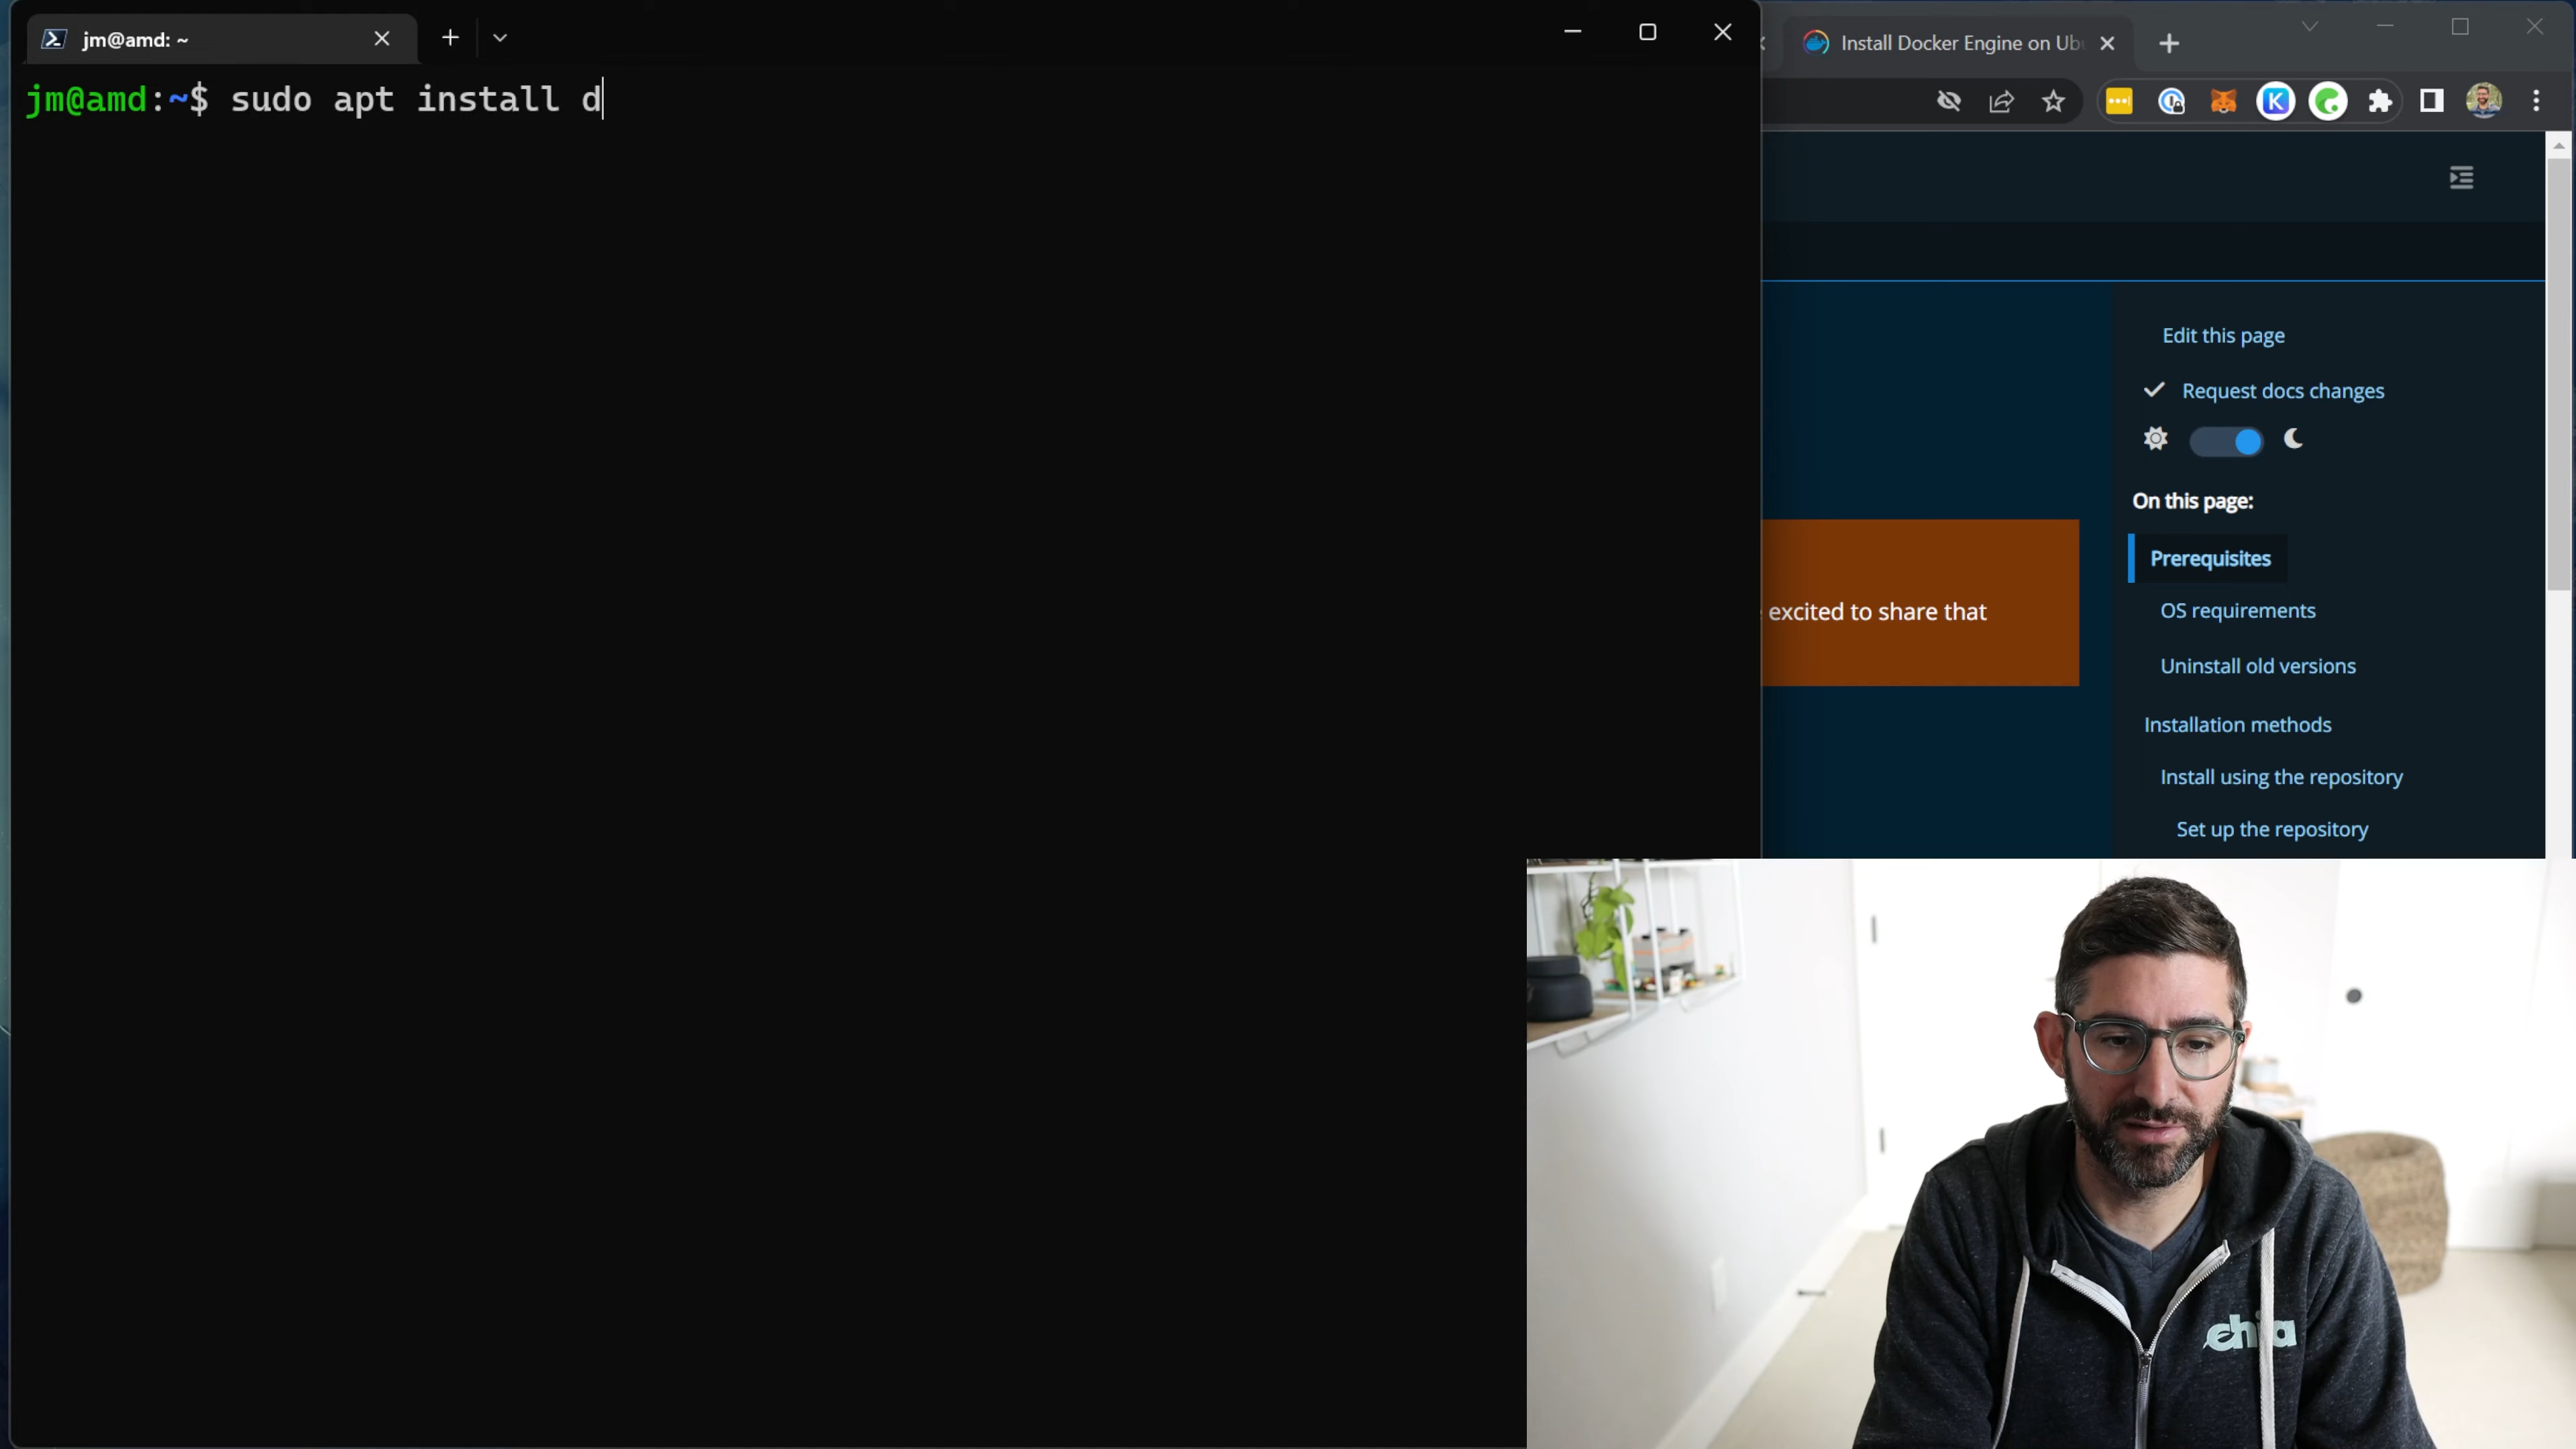 jm@amd: ~
jm@amd:~$ sudo apt install d
Install Docker Engine on Ub
K
Edit this page
Request docs changes
On this page:
Prerequisites
OS requirements
Uninstall old versions
Installation methods
Install using the repository
Set up the repository
excited to share that
chia